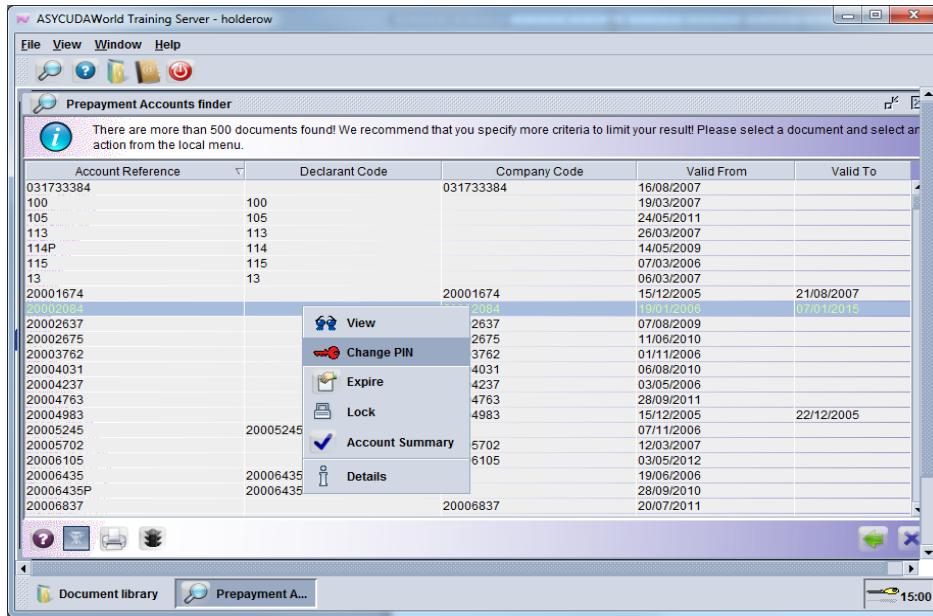 ASYCUDAWorld Training Server - holderow
File View Window Help
Prepayment Accounts finder
There are more than 500 documents found! We recommend that you specify more criteria to limit your result! Please select a document and select an
action from the local menu.
Account Reference Declarant Code Company Code Valid From Valid To
031733384 031733384 16/08/2007
100 100 19/03/2007
105 105 24/05/2011
113 113 26/03/2007
114P 114 14/05/2009
115 115 07/03/2006
13 13 06/03/2007
20001674 20001674 15/12/2005 21/08/2007
20002084 2084 19/01/2006 07/01/2015
20002637 2637 07/08/2009
20002675 2675 11/06/2010
20003762 3762 01/11/2006
20004031 4031 06/08/2010
20004237 4237 03/05/2006
20004763 4763 28/09/2011
20004983 4983 15/12/2005 22/12/2005
20005245 20005245 07/11/2006
20005702 5702 12/03/2007
20006105 6105 03/05/2012
20006435 20006435 19/06/2006
20006435P 20006435 28/09/2010
20006837 20006837 20/07/2011
View
Change PIN
Expire
Lock
Account Summary
Details
Document library Prepayment A... 15:00